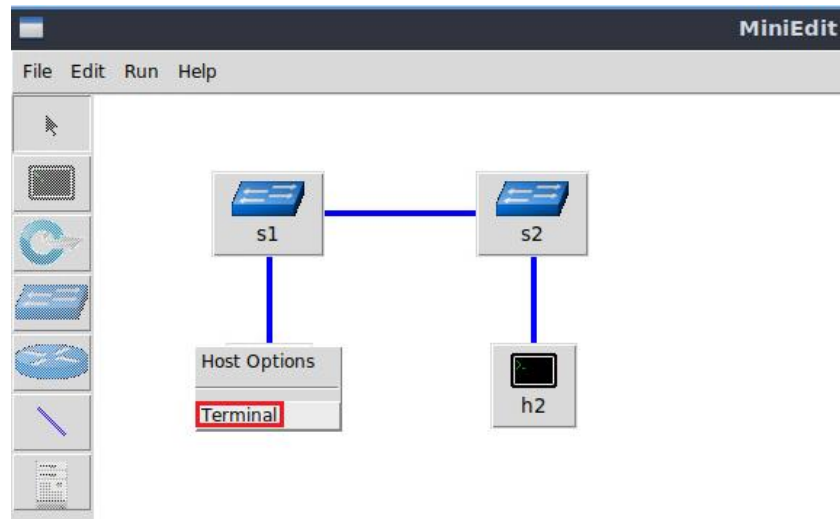 MiniEdit
File Edit Run Help
s1
s2
Host Options
Terminal
h2